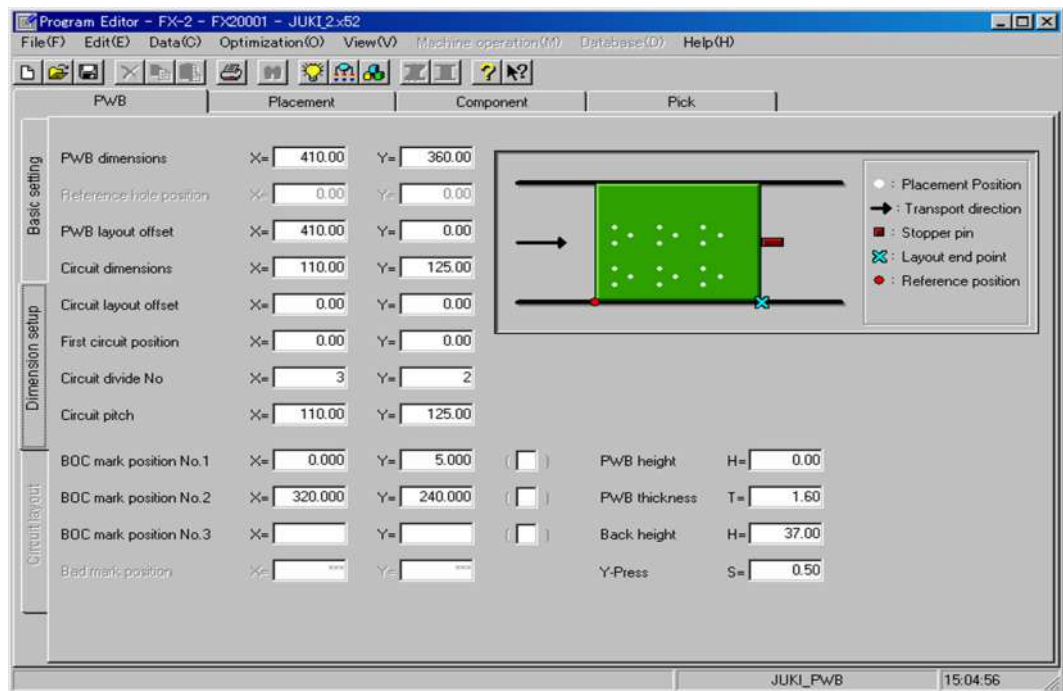 Program Editor - FX-2 - FX20001 - JUKI_2.x52
File(F) Edit(E) Data(C) Optimization(O) View(V) Machine operation(M) Database(D) Help(H)
PWB Placement Component Pick
Basic setting
Dimension setup
Circuit layout
PWB dimensions X= 410.00 Y= 360.00
Reference hole position X= 0.00 Y= 0.00
PWB layout offset X= 410.00 Y= 0.00
Circuit dimensions X= 110.00 Y= 125.00
Circuit layout offset X= 0.00 Y= 0.00
First circuit position X= 0.00 Y= 0.00
Circuit divide No X= 3 Y= 2
Circuit pitch X= 110.00 Y= 125.00
: Placement Position
: Transport direction
: Stopper pin
: Layout end point
: Reference position
BOC mark position No.1 X= 0.000 Y= 5.000 ( )
BOC mark position No.2 X= 320.000 Y= 240.000 ( )
BOC mark position No.3 X= Y= ( )
Bad mark position X= *** Y= ***
PWB height H= 0.00
PWB thickness T= 1.60
Back height H= 37.00
Y-Press S= 0.50
JUKI_PWB 15:04:56